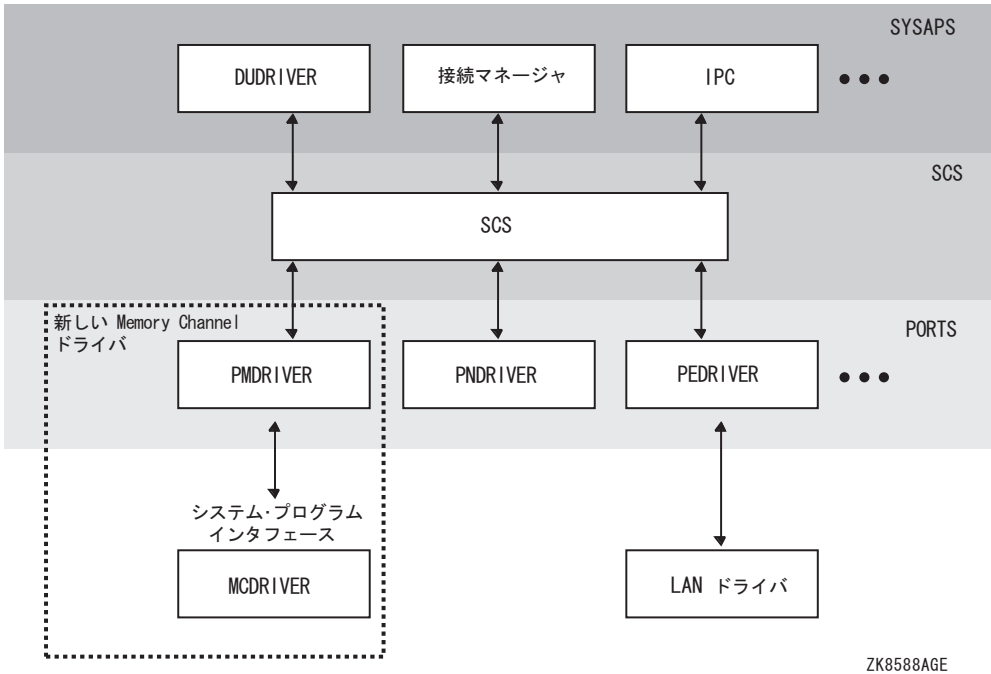 SYSAPS
DUDRIVER
接続マネージャ
IPC
SCS
SCS
新しい Memory Channel
ドライバ
PORTS
PMDRIVER
PNDRIVER
PEDRIVER
システム･プログラム
インタフェース
MCDRIVER
LAN ドライバ
ZK8588AGE